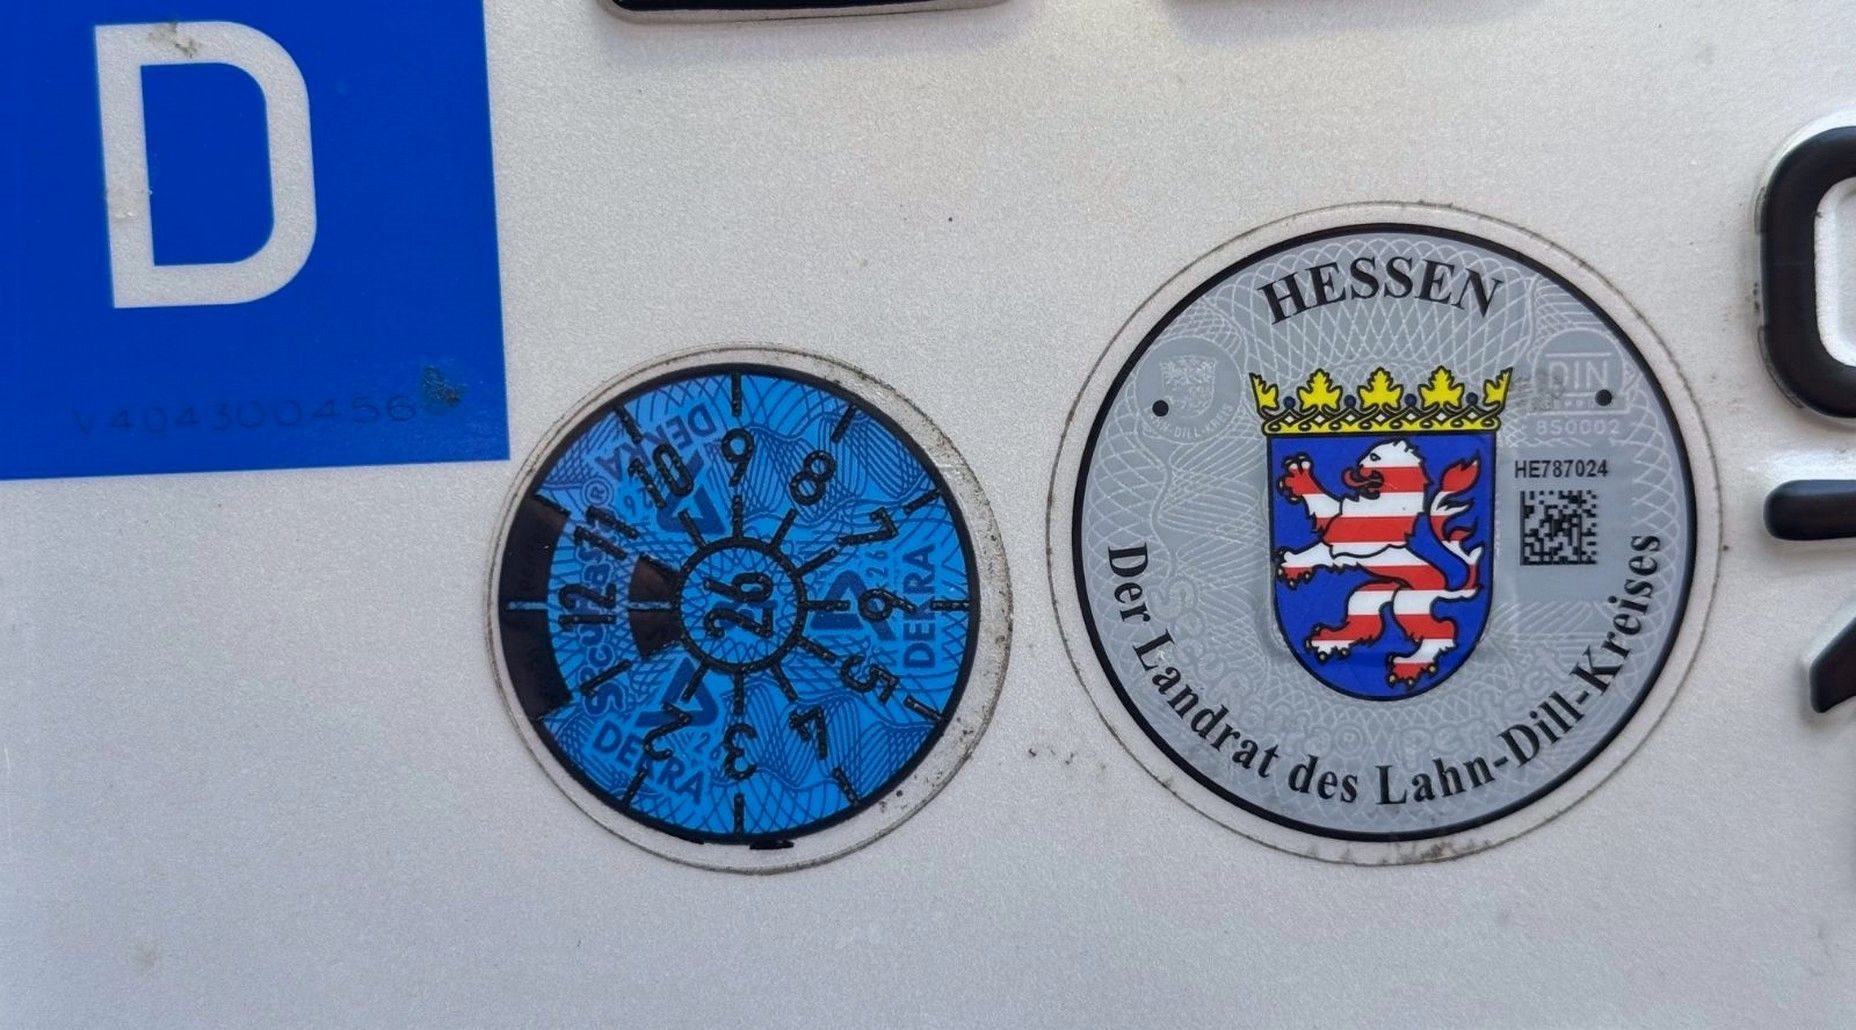 D
V404300456
DEKRA
10
9
8
11
7
12
26
6
DEKRA
1
5
2
3
4
DEKRA
HESSEN
DIN
850002
HE787024
Der Landrat des Lahn-Dill-Kreises